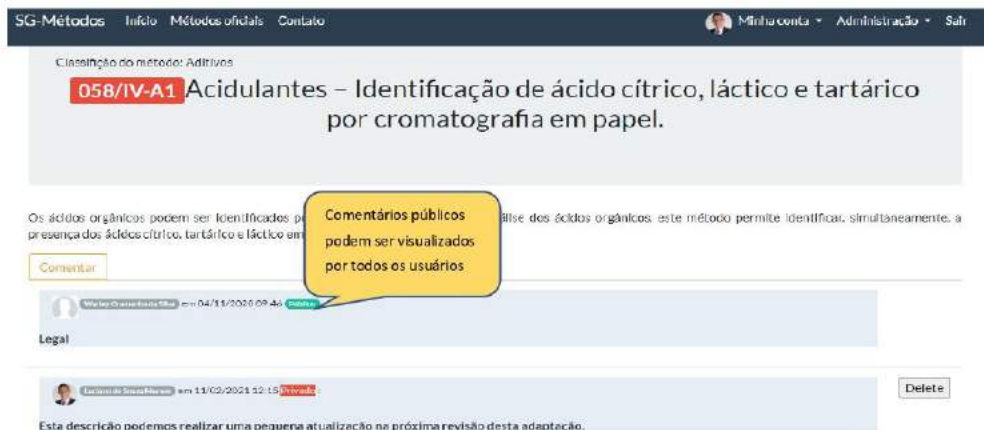 SG-Métodos Início Métodos oficiais Contato Minha conta Administração Sair
Classifição do método: Aditivos
058/IV-A1 Acidulantes – Identificação de ácido cítrico, láctico e tartárico
por cromatografia em papel.
Os ácidos orgânicos podem ser identificados álise dos ácidos orgânicos, este método permite identificar, simultaneamente, a
presença dos ácidos cítrico, tartárico e láctico em
Comentários públicos
podem ser visualizados
por todos os usuários
Comentar
em 04/11/2020 09:46 Público
Legal
em 11/02/2021 12:15 Privado
Delete
Esta descrição podemos realizar uma pequena atualização na próxima revisão desta adaptação.